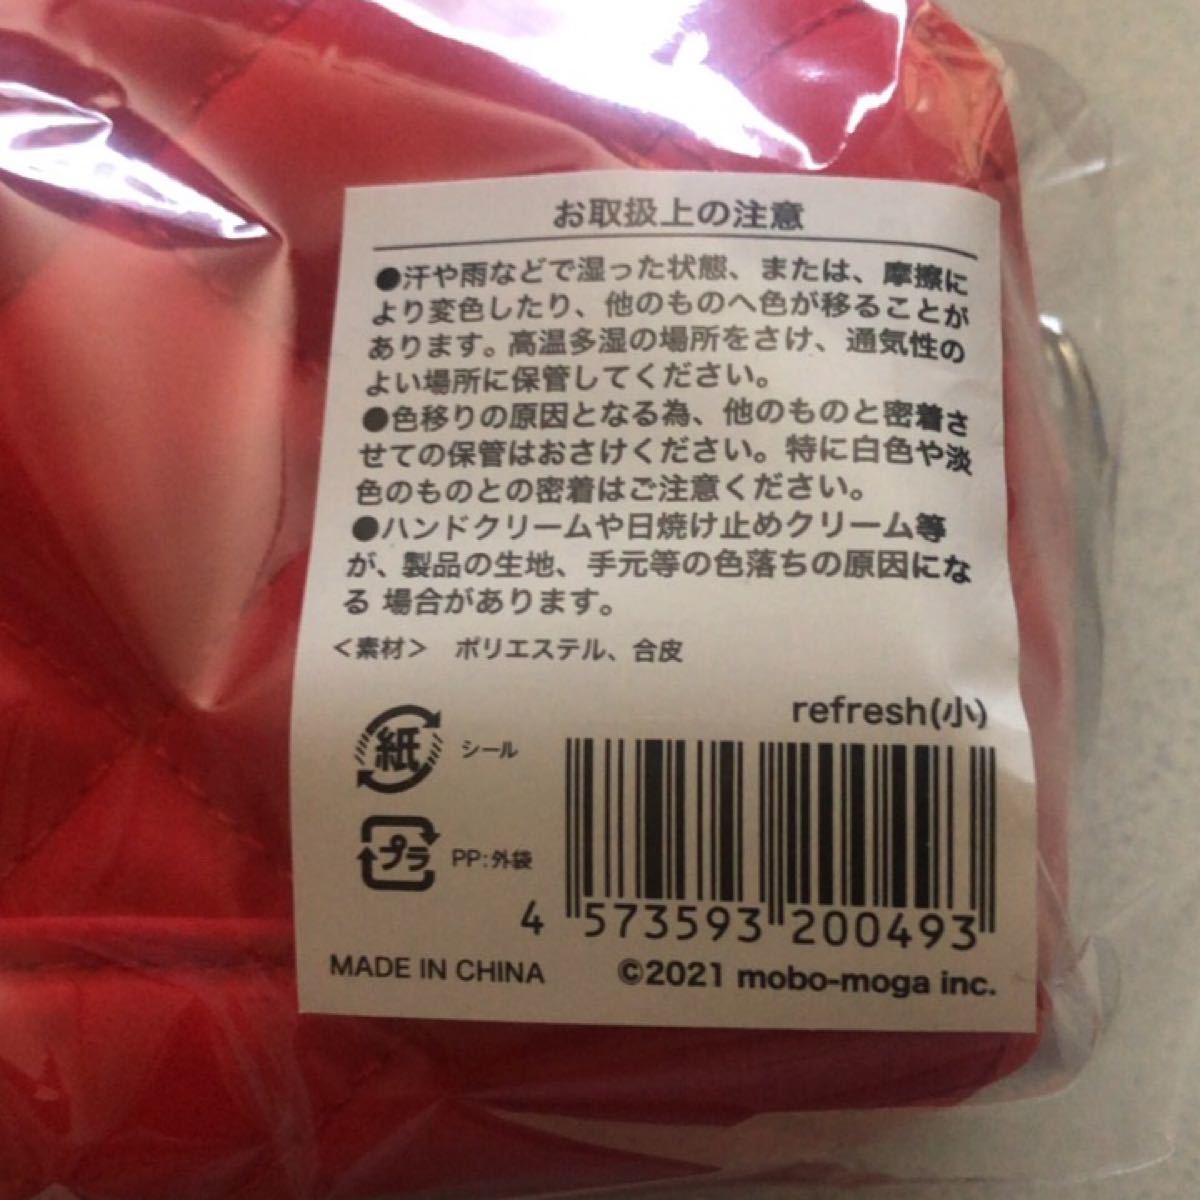 お取扱上の注意
●汗や雨などで湿った状態、または、摩擦に
より変色したり、他のものへ色が移ることが
あります。高温多湿の場所をさけ、通気性の
よい場所に保管してください。
●色移りの原因となる為、他のものと密着さ
せての保管はおさけください。特に白色や淡
色のものとの密着はご注意ください。
●ハンドクリームや日焼け止めクリーム等
が、製品の生地、手元等の色落ちの原因にな
る 場合があります。
＜素材＞ ポリエステル、合皮
refresh(小)
紙 シール
プラ PP:外袋
4 573593 200493
MADE IN CHINA ©2021 mobo-moga inc.